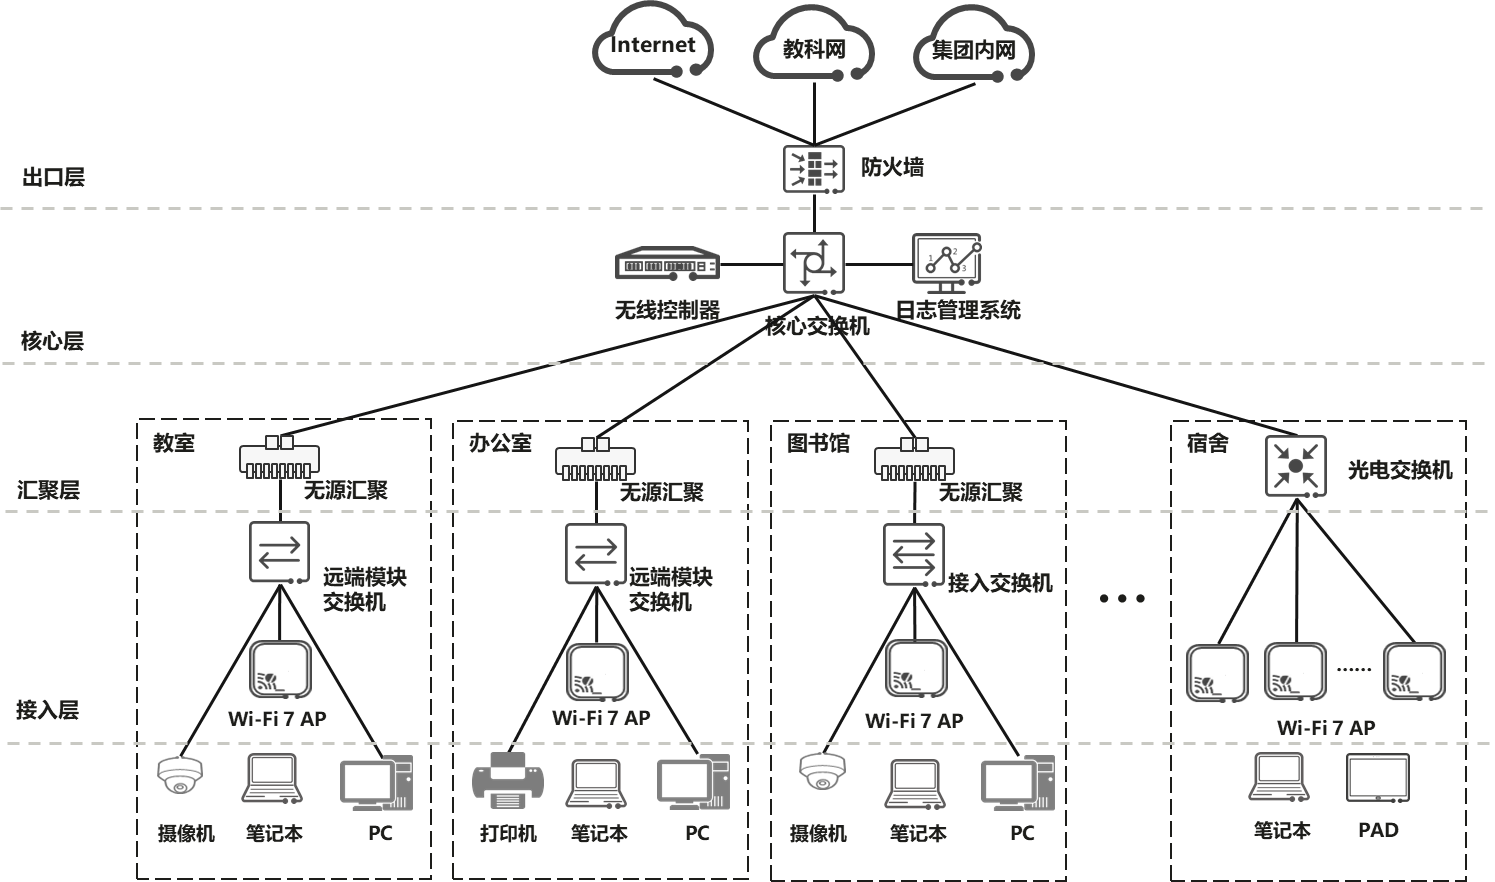 Internet
教科网
集团内网
防火墙
出口层
1
2
3
无线控制器
核心交换机
日志管理系统
核心层
教室
办公室
图书馆
宿舍
光电交换机
无源汇聚
无源汇聚
无源汇聚
汇聚层
远端模块
交换机
远端模块
交换机
接入交换机
...
......
接入层
Wi-Fi 7 AP
Wi-Fi 7 AP
Wi-Fi 7 AP
Wi-Fi 7 AP
摄像机
笔记本
PC
打印机
笔记本
PC
摄像机
笔记本
PC
笔记本
PAD